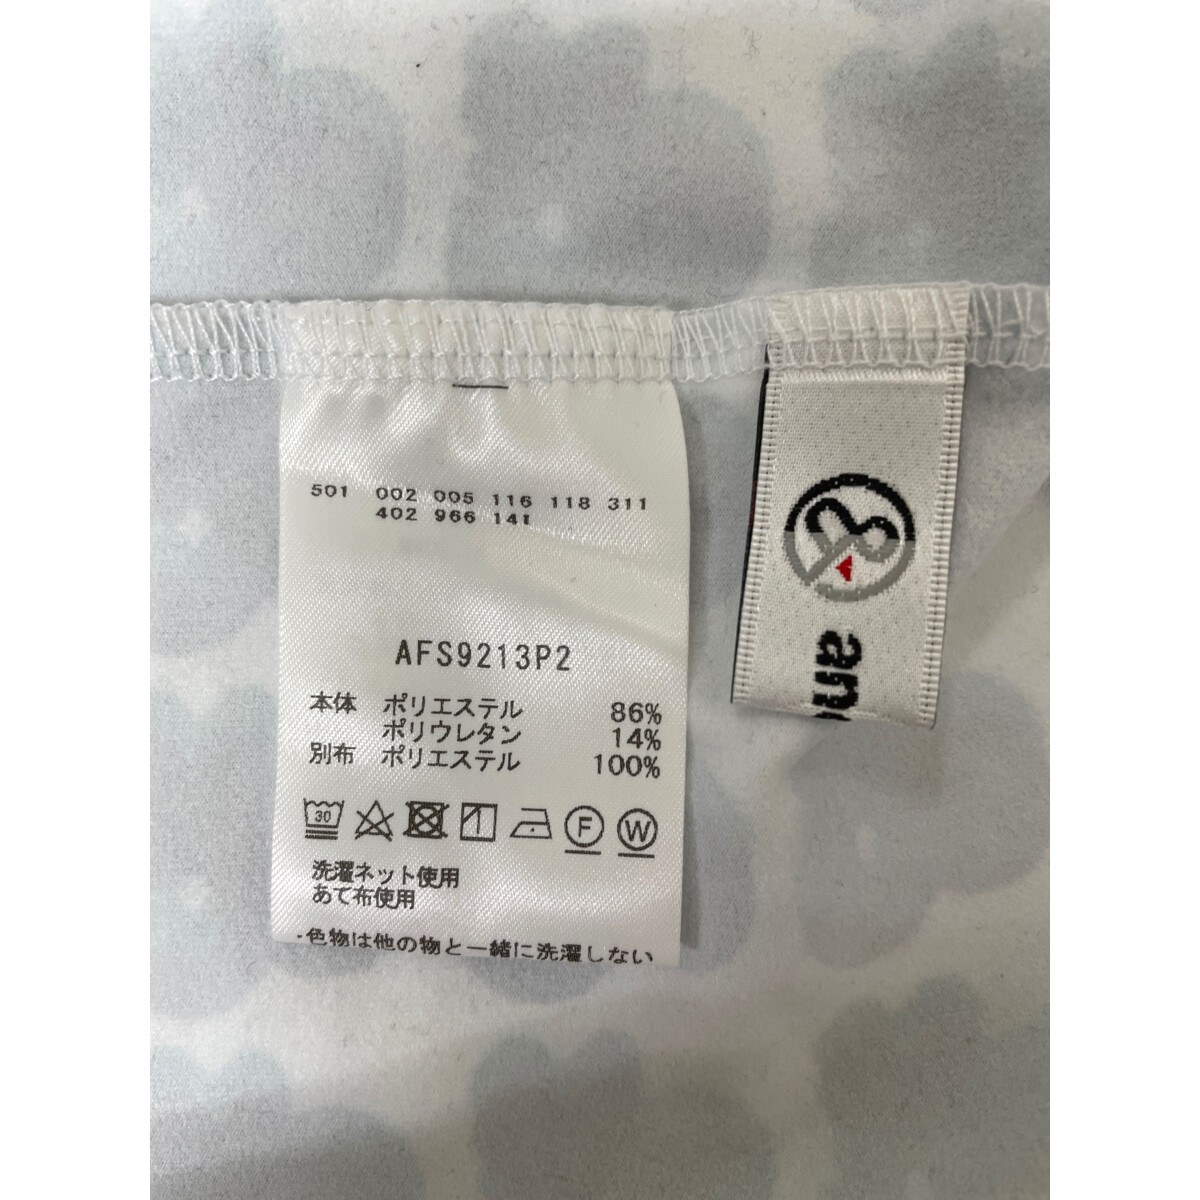 501 002 005 116 118 311
402 966 141
AFS9213P2
本体 ポリエステル 86%
ポリウレタン 14%
別布 ポリエステル 100%
30
F
W
洗濯ネット使用
あて布使用
・色物は他の物と一緒に洗濯しない
and